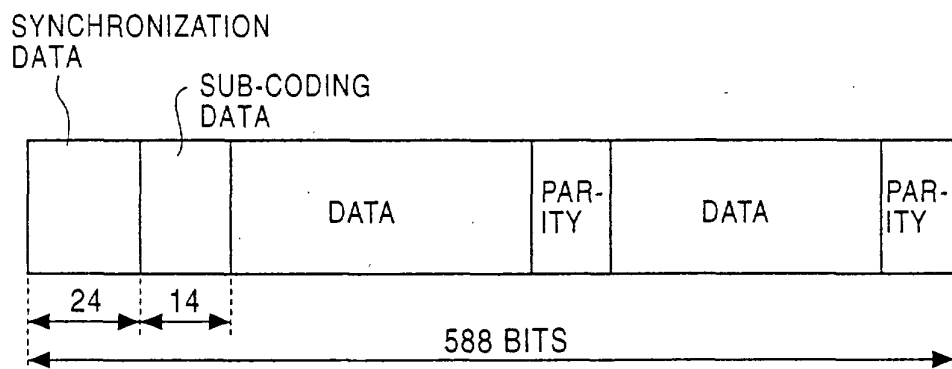 SYNCHRONIZATION
DATA
SUB-CODING
DATA
DATA
PAR-
ITY
DATA
PAR-
ITY
24
14
588 BITS